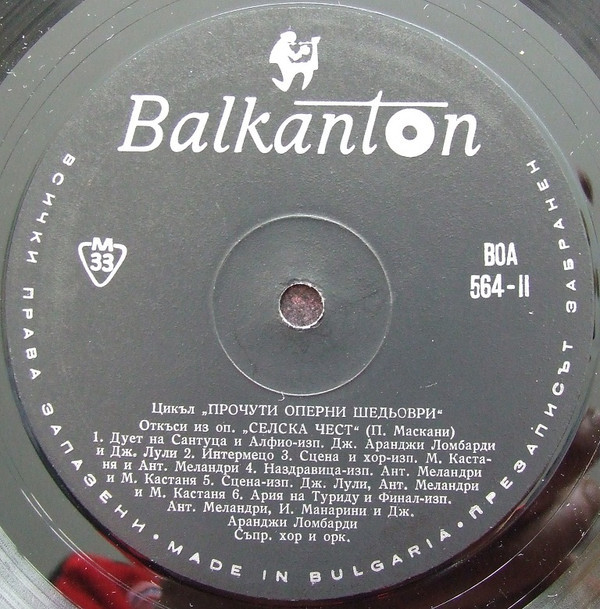 Balkanton
M
33
BOA
564-II
Цикъл „ПРОЧУТИ ОПЕРНИ ШЕДЬОВРИ“
Откъси из оп. „СЕЛСКА ЧЕСТ“ (П. Маскани)
1. Дует на Сантуца и Алфио-изп. Дж. Аранджи Ломбарди
и Дж. Лули 2. Интермецо 3. Сцена и хор-изп. М. Каста-
ня и Ант. Меландри 4. Наздравица-изп. Ант. Меландри
и М. Кастаня 5. Сцена-изп. Дж. Лули, Ант. Меландри
и М. Кастаня 6. Ария на Туриду и Финал-изп.
Ант. Меландри, И. Манарини и Дж.
Аранджи Ломбарди
Съпр. хор и орк.
ВСИЧКИ ПРАВА ЗАПАЗЕНИ • MADE IN BULGARIA • ПРЕЗАПИСЪТ ЗАБРАНЕН